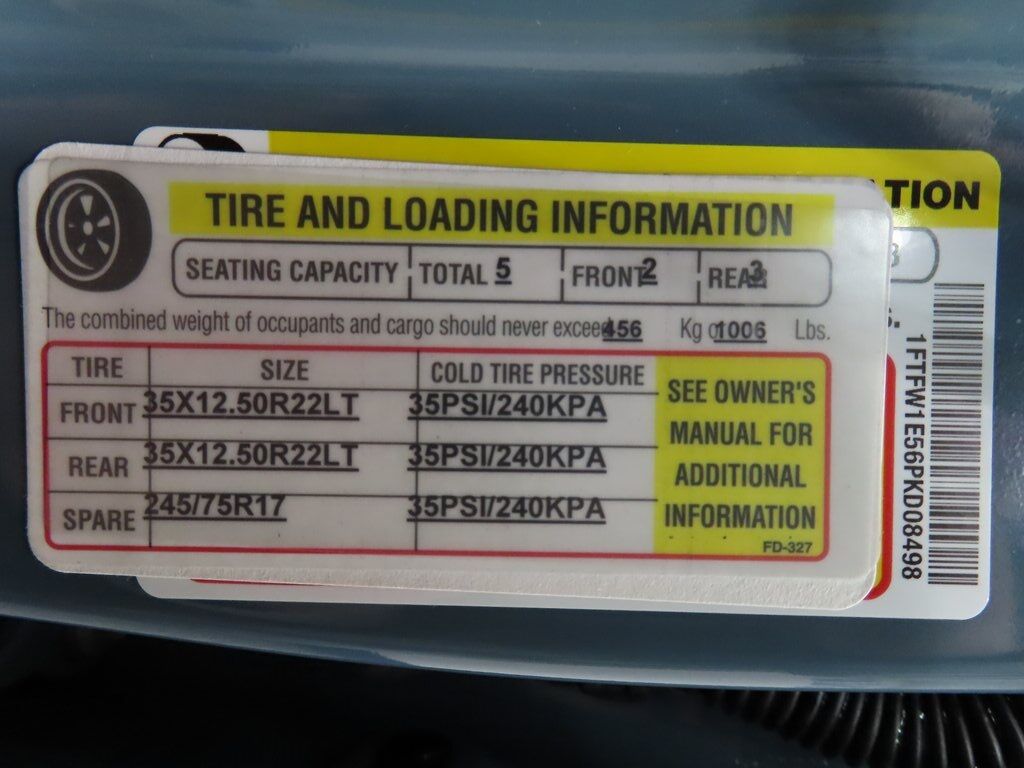 TIRE AND LOADING INFORMATION
TION
SEATING CAPACITY TOTAL 5 FRONT 2 REAR 3
The combined weight of occupants and cargo should never exceed 456 Kg or 1006 Lbs.
TIRE SIZE COLD TIRE PRESSURE
FRONT 35X12.50R22LT 35PSI/240KPA
REAR 35X12.50R22LT 35PSI/240KPA
SPARE 245/75R17 35PSI/240KPA
SEE OWNER'S
MANUAL FOR
ADDITIONAL
INFORMATION
FD-327
1FTFW1E56PKD08498